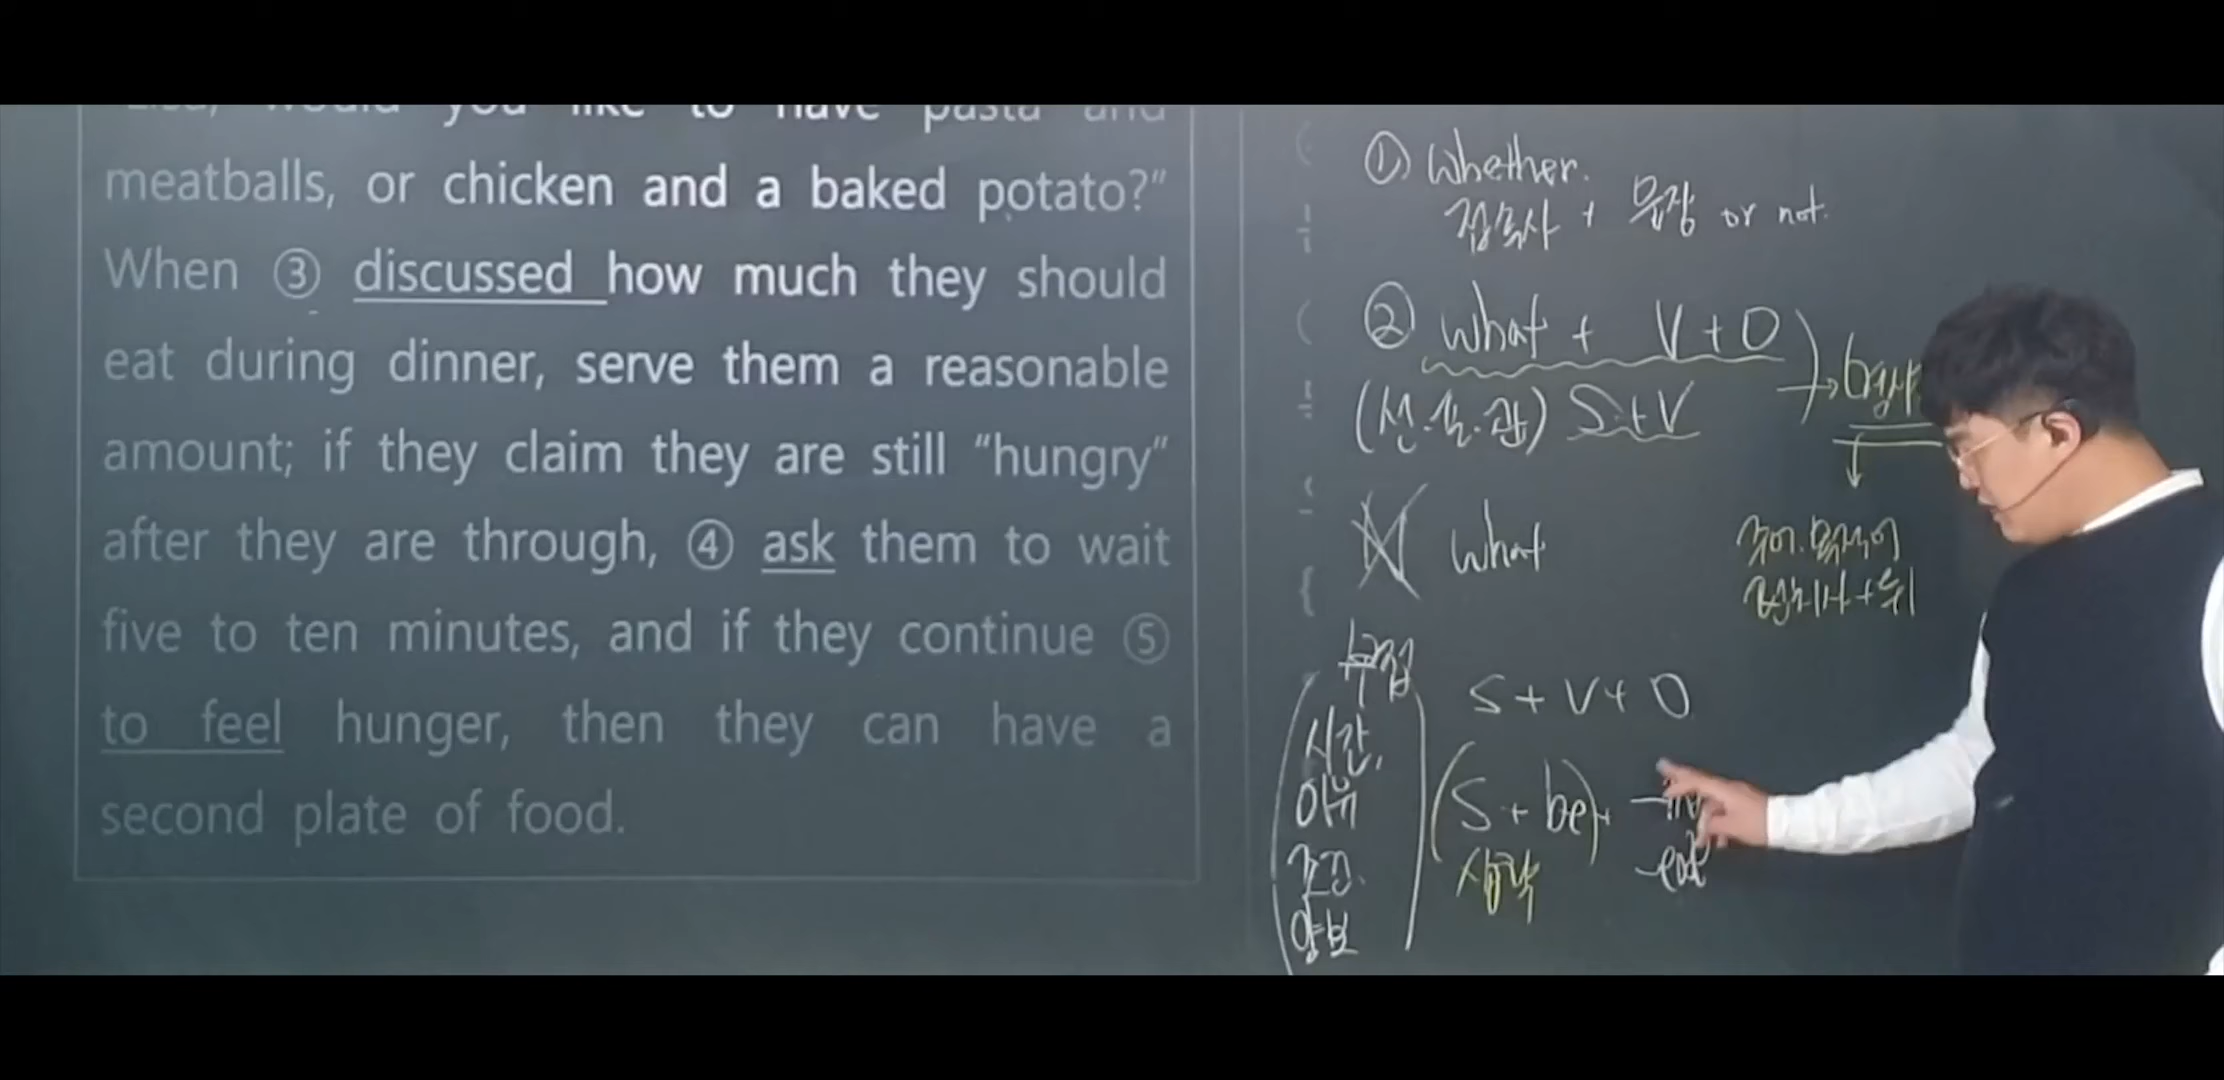 meatballs, or chicken and a baked potato?"
When ③ discussed how much they should
eat during dinner, serve them a reasonable
amount; if they claim they are still "hungry"
after they are through, ④ ask them to wait
five to ten minutes, and if they continue ⑤
to feel hunger, then they can have a
second plate of food.
① Whether.
접속사 + 문장 or not.
② what + V+O
S+V
what
S+V+O
시간,
이유
조건.
양보
(S + be)+
생략
-ed